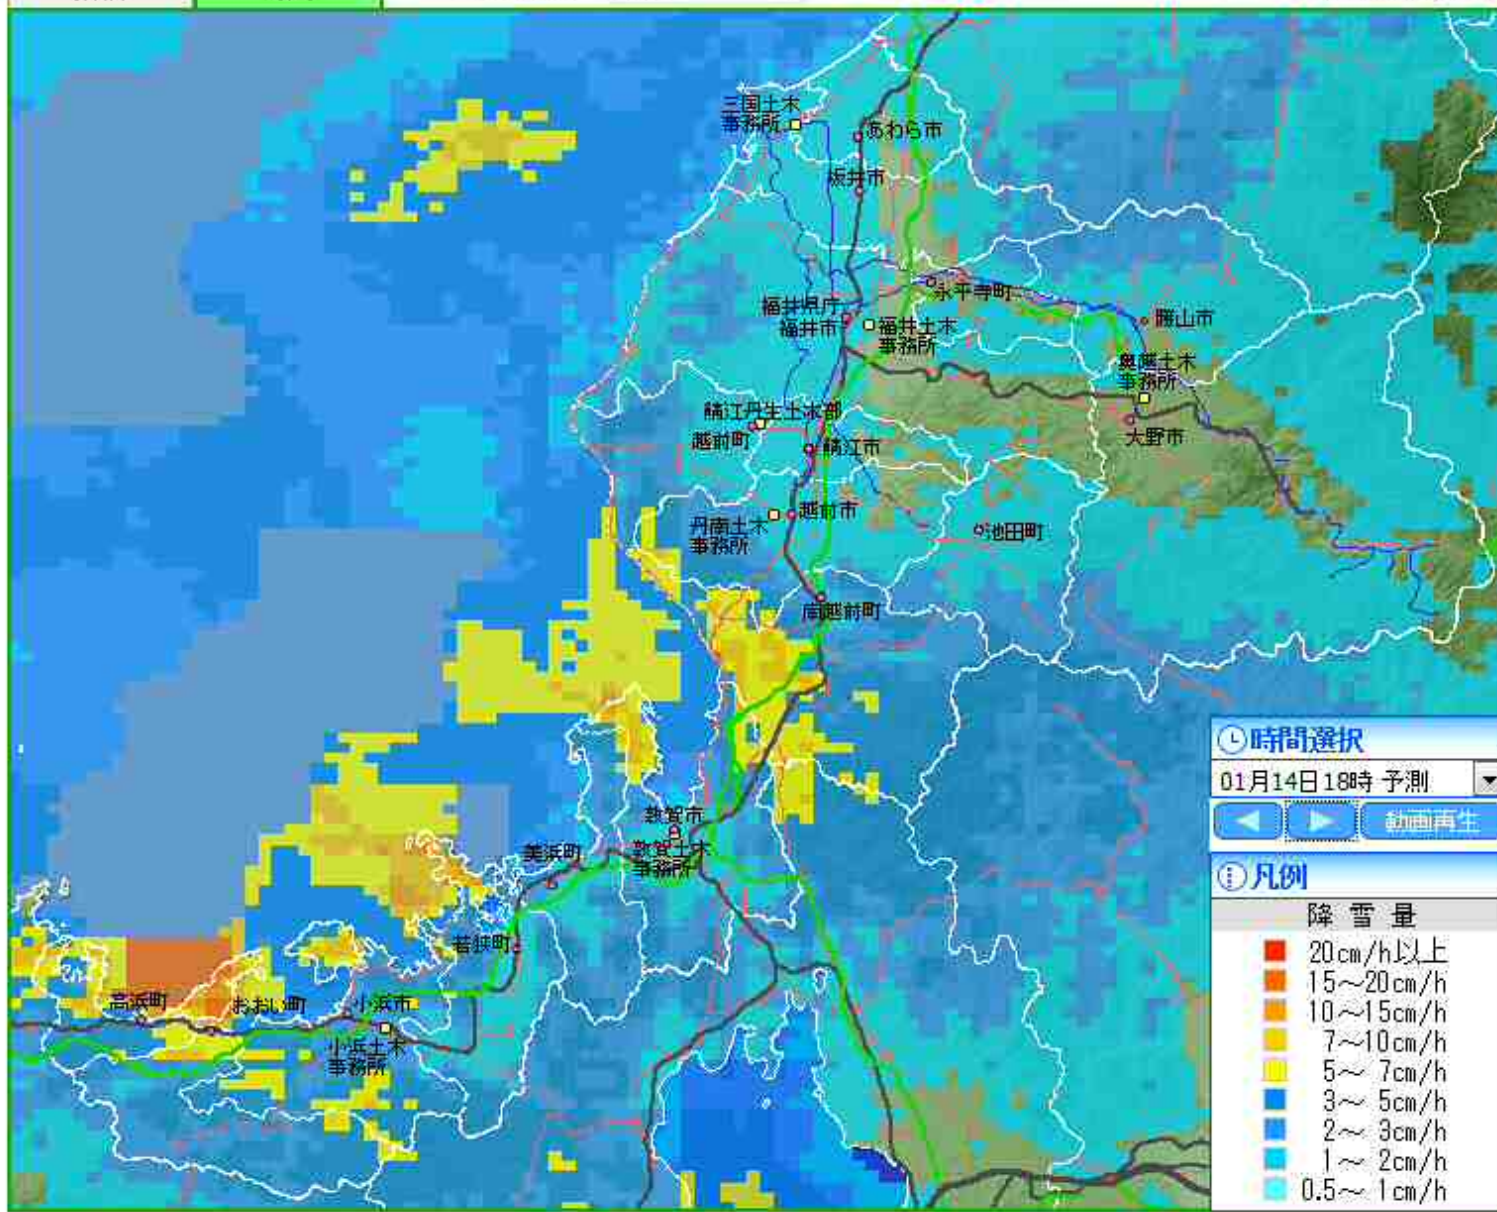 三国土木
事務所
あわら市
坂井市
永平寺町
福井県庁
福井市
福井土木
事務所
勝山市
奥越土木
事務所
大野市
鯖江丹生土木部
越前町
鯖江市
丹南土木
事務所
越前市
池田町
南越前町
敦賀市
敦賀土木
事務所
美浜町
若狭町
高浜町
おおい町
小浜市
小浜土木
事務所
時間選択
01月14日18時 予測
動画再生
凡例
降 雪 量
20cm/h以上
15～20cm/h
10～15cm/h
7～10cm/h
5～ 7cm/h
3～ 5cm/h
2～ 3cm/h
1～ 2cm/h
0.5～ 1cm/h